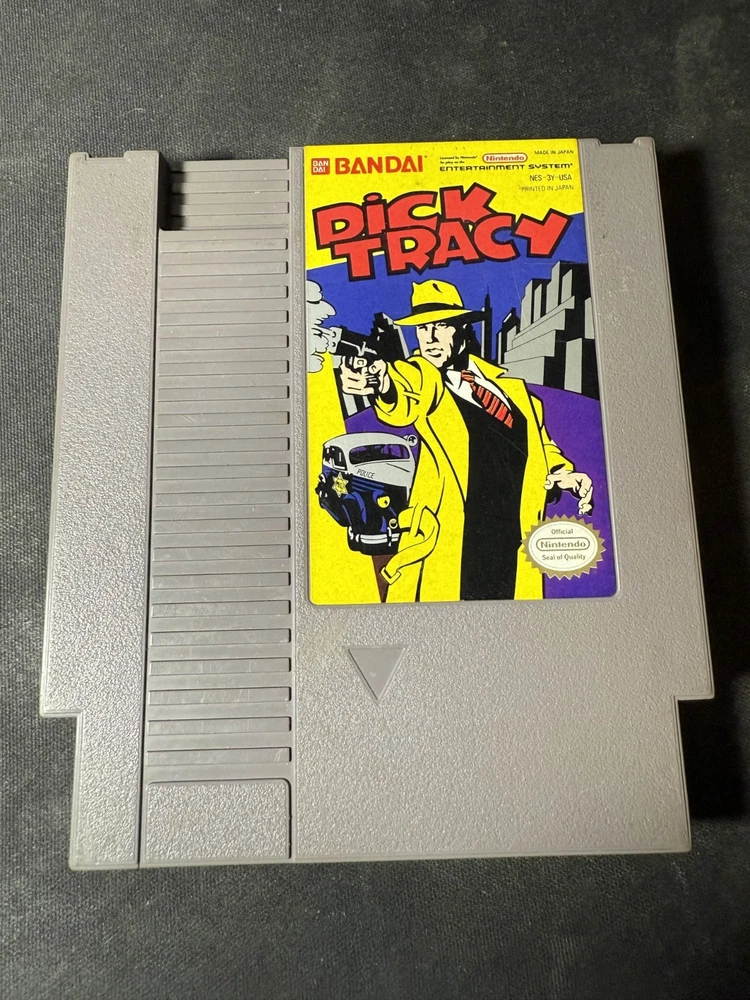 BAN
DAI
BANDAI®
Licensed by Nintendo®
for play on the
Nintendo®
ENTERTAINMENT SYSTEM®
MADE IN JAPAN
NES-3Y-USA
PRINTED IN JAPAN
DiCK
TRACY
POLICE
Official
Nintendo®
Seal of Quality